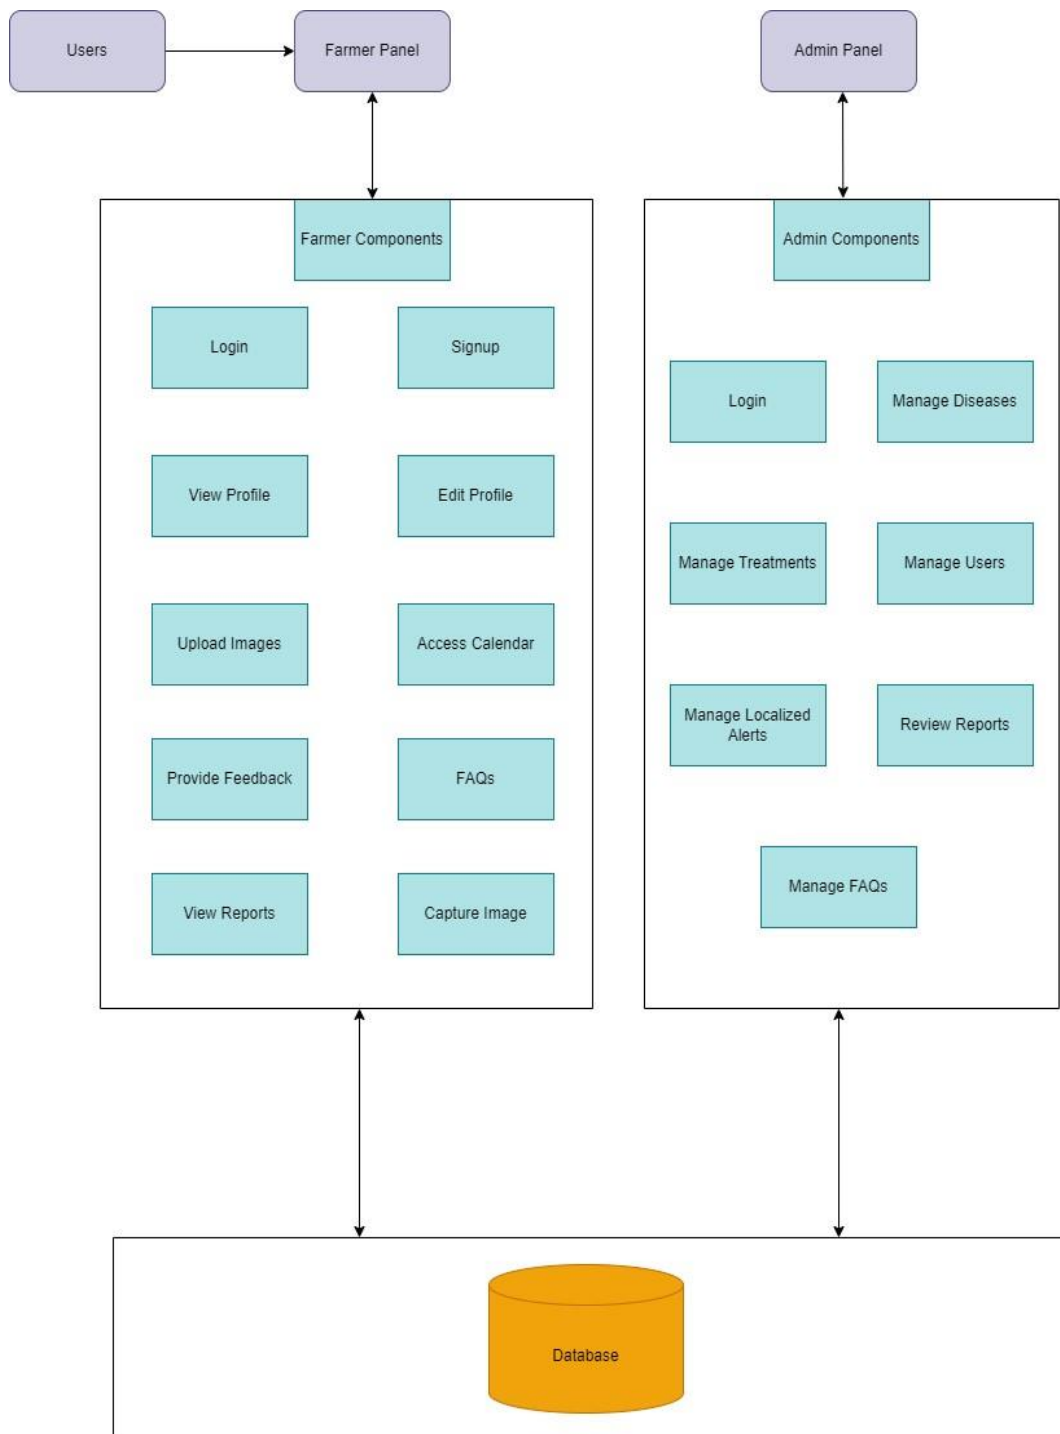 Users
Farmer Panel
Admin Panel
Farmer Components
Login
Signup
View Profile
Edit Profile
Upload Images
Access Calendar
Provide Feedback
FAQs
View Reports
Capture Image
Admin Components
Login
Manage Diseases
Manage Treatments
Manage Users
Manage Localized
Alerts
Review Reports
Manage FAQs
Database